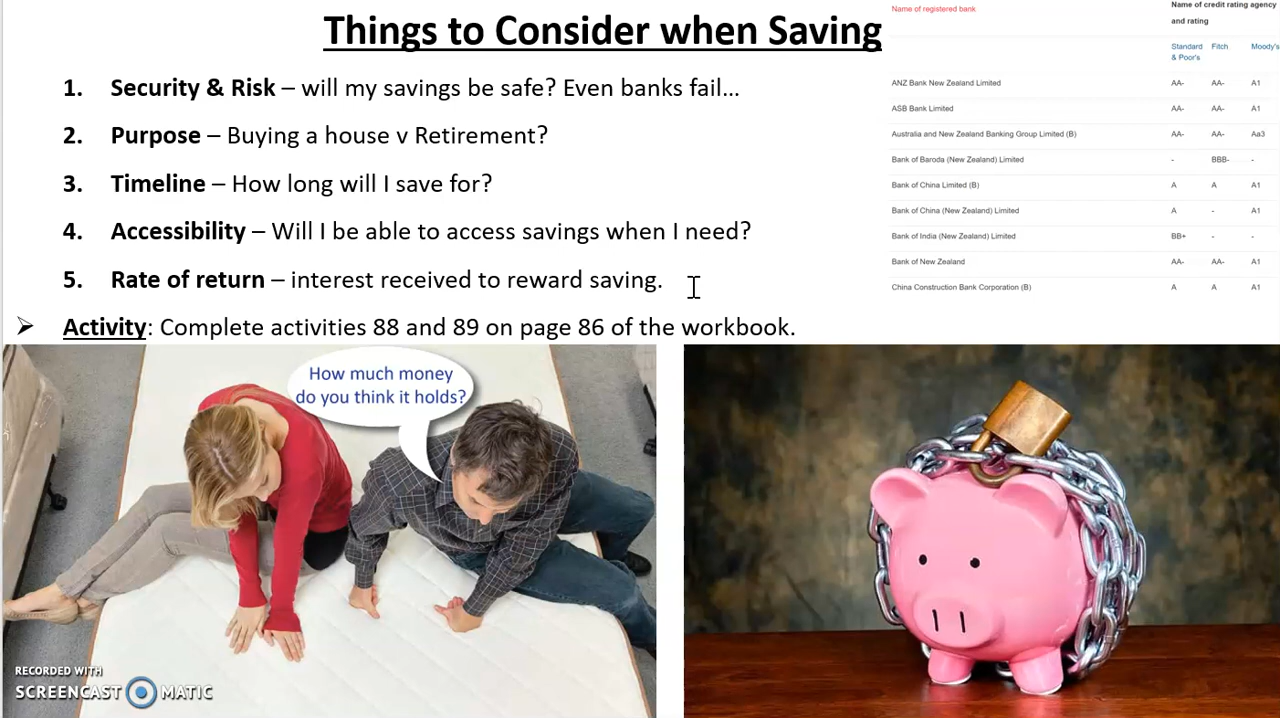 Things to Consider when Saving
1. Security & Risk – will my savings be safe? Even banks fail...
2. Purpose – Buying a house v Retirement?
3. Timeline – How long will I save for?
4. Accessibility – Will I be able to access savings when I need?
5. Rate of return – interest received to reward saving.
➢ Activity: Complete activities 88 and 89 on page 86 of the workbook.
Name of registered bank
Name of credit rating agency
and rating
Standard Fitch Moody's
& Poor's
ANZ Bank New Zealand Limited AA- AA- A1
ASB Bank Limited AA- AA- A1
Australia and New Zealand Banking Group Limited (B) AA- AA- Aa3
Bank of Baroda (New Zealand) Limited - BBB- -
Bank of China Limited (B) A A A1
Bank of China (New Zealand) Limited A - A1
Bank of India (New Zealand) Limited BB+ - -
Bank of New Zealand AA- AA- A1
China Construction Bank Corporation (B) A A A1
How much money
do you think it holds?
RECORDED WITH
SCREENCAST MATIC